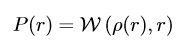 P(r) = 𝒲 (ρ(r), r)